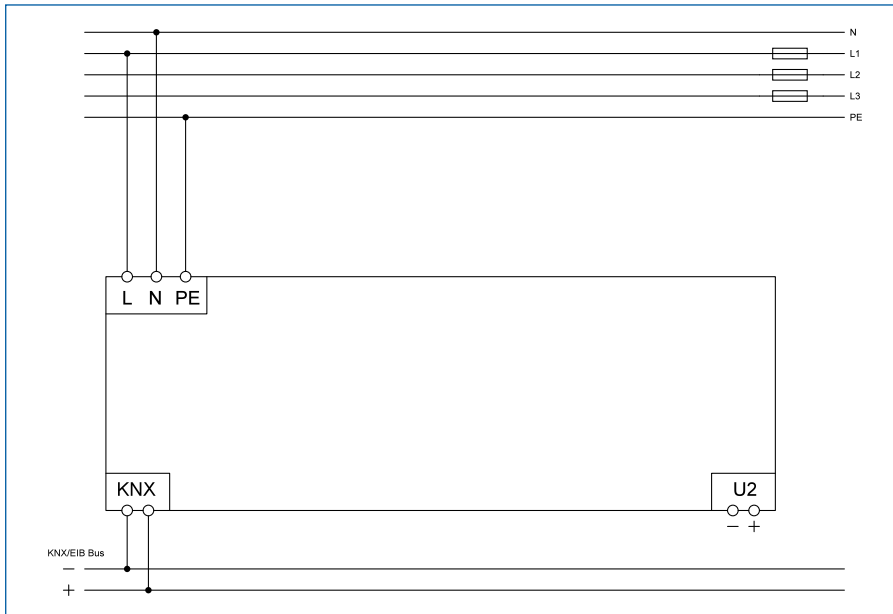 N
L1
L2
L3
PE
L N PE
KNX
U2
− +
KNX/EIB Bus
−
+